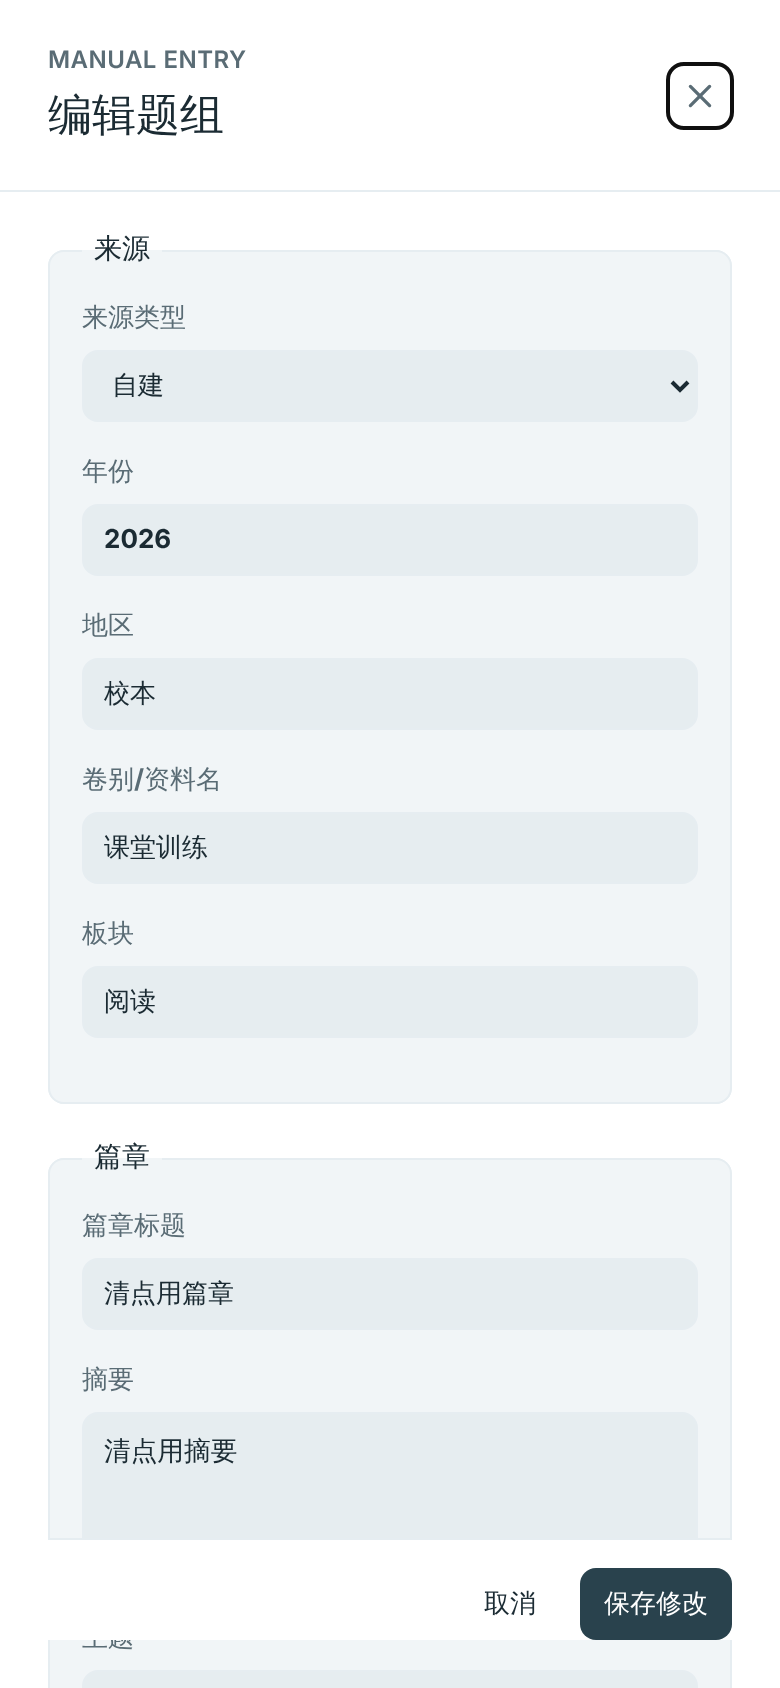 MANUAL ENTRY
编辑题组
来源
来源类型
自建
年份
2026
地区
校本
卷别/资料名
课堂训练
板块
阅读
篇章
篇章标题
清点用篇章
摘要
清点用摘要
取消
保存修改
主题